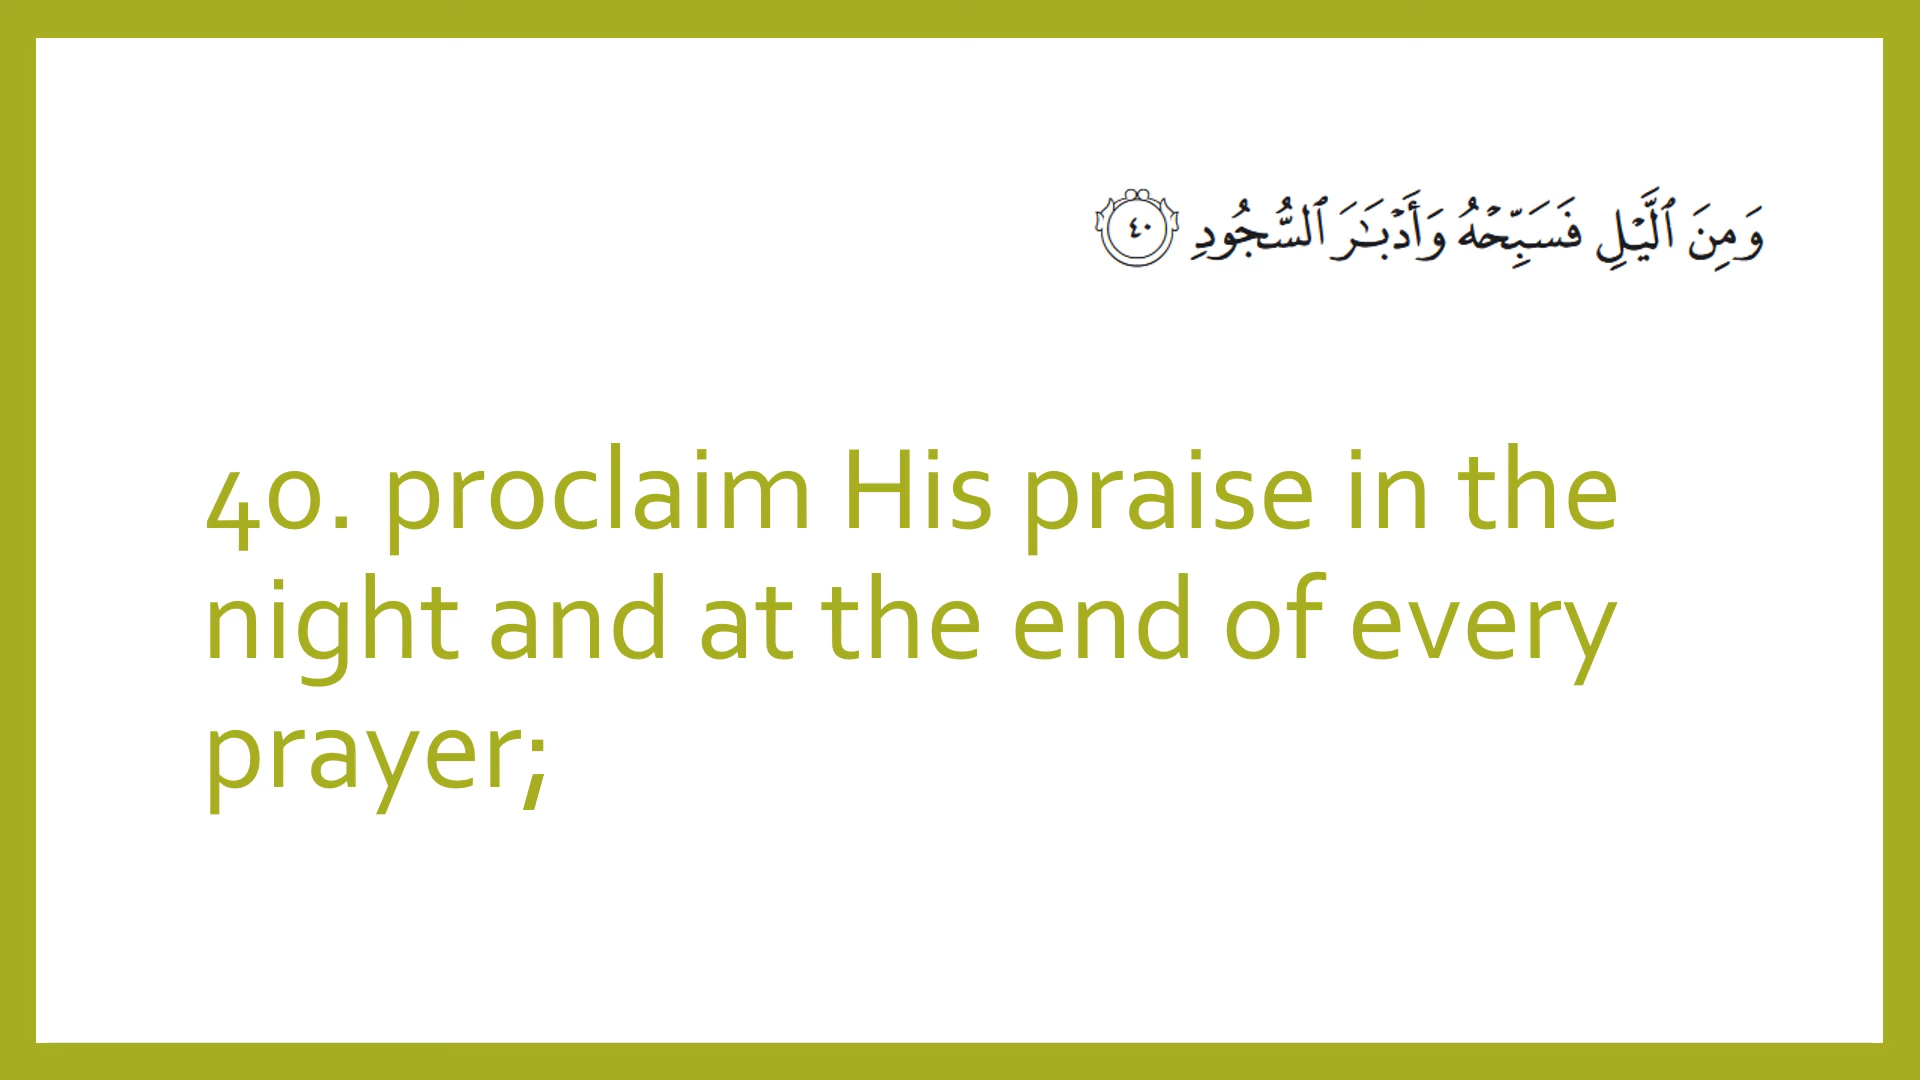 وَمِنَ ٱلَّيۡلِ فَسَبِّحۡهُ وَأَدۡبَٰرَ ٱلسُّجُودِ ٤٠
40. proclaim His praise in the
night and at the end of every
prayer;